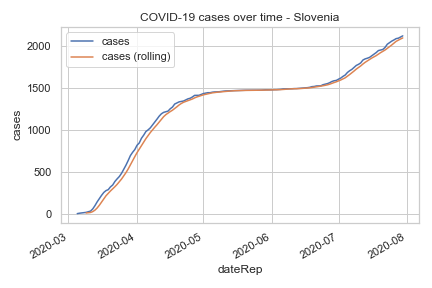 COVID-19 cases over time - Slovenia
cases
cases (rolling)
2000
1500
1000
500
0
cases
2020-03
2020-04
2020-05
2020-06
2020-07
2020-08
dateRep